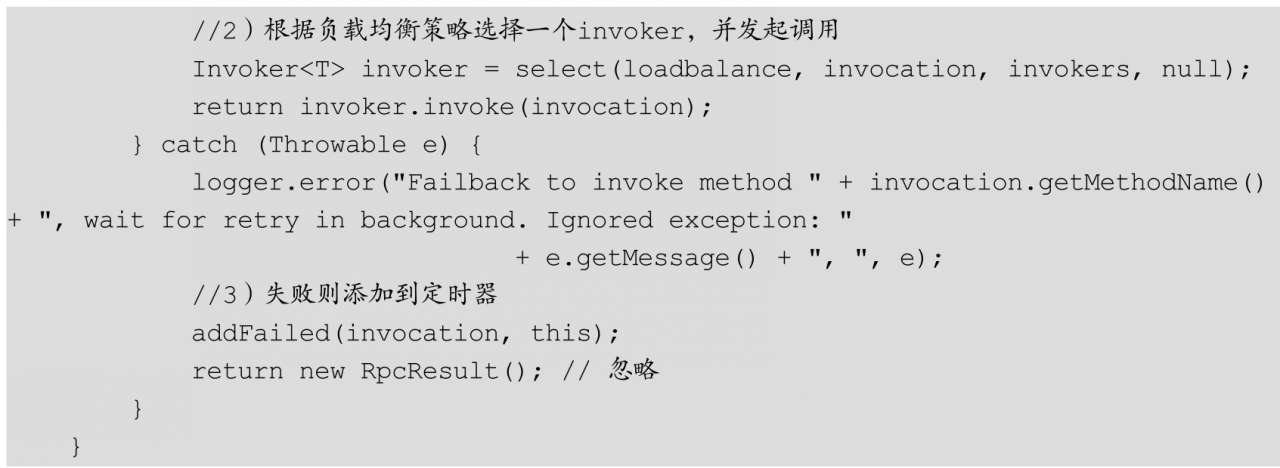 //2）根据负载均衡策略选择一个invoker，并发起调用
Invoker<T> invoker = select(loadbalance, invocation, invokers, null);
return invoker.invoke(invocation);
} catch (Throwable e) {
logger.error("Failback to invoke method " + invocation.getMethodName()
+ ", wait for retry in background. Ignored exception: "
+ e.getMessage() + ", ", e);
//3）失败则添加到定时器
addFailed(invocation, this);
return new RpcResult(); // 忽略
}
}